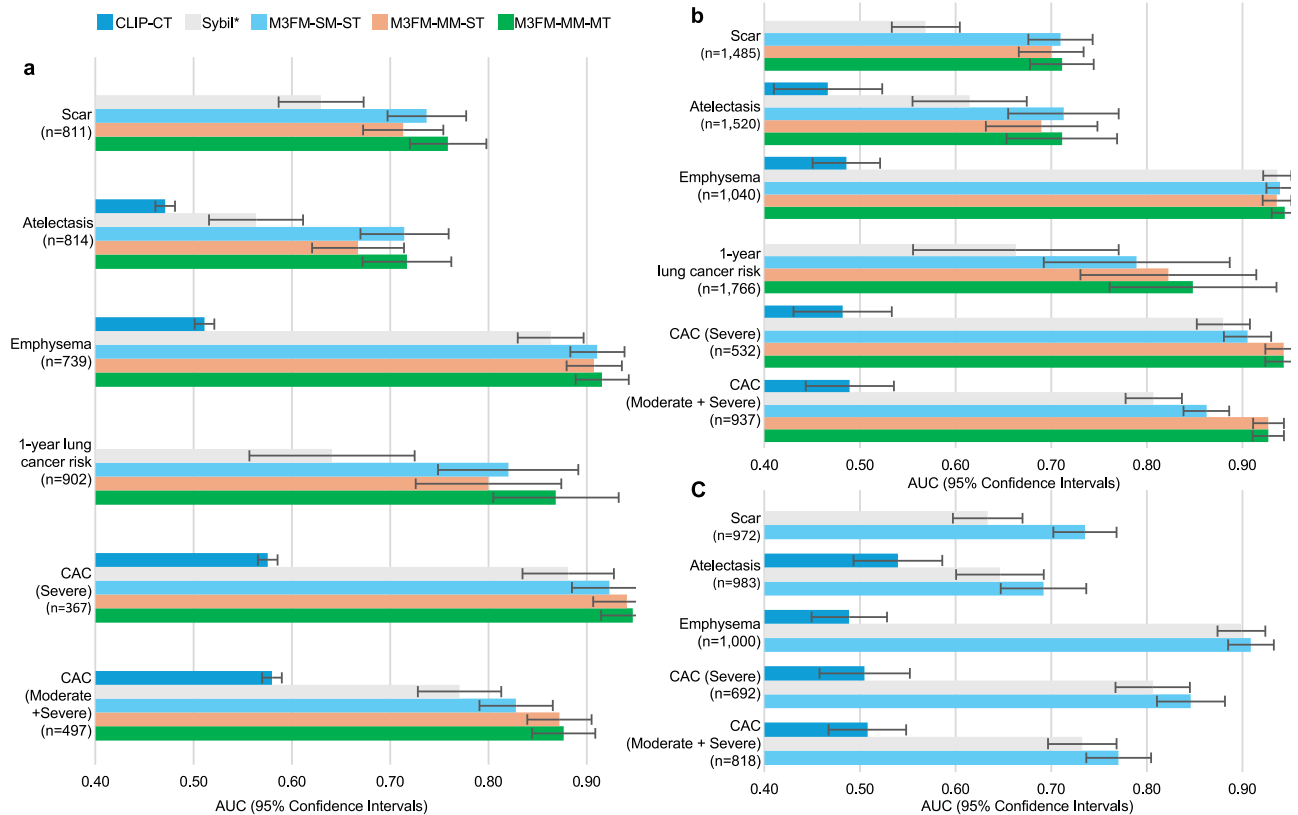 CLIP-CT Sybil* M3FM-SM-ST M3FM-MM-ST M3FM-MM-MT
a
Scar
(n=811)
Atelectasis
(n=814)
Emphysema
(n=739)
1-year lung
cancer risk
(n=902)
CAC
(Severe)
(n=367)
CAC
(Moderate
+Severe)
(n=497)
0.40 0.50 0.60 0.70 0.80 0.90
AUC (95% Confidence Intervals)
b
Scar
(n=1,485)
Atelectasis
(n=1,520)
Emphysema
(n=1,040)
1-year
lung cancer risk
(n=1,766)
CAC (Severe)
(n=532)
CAC
(Moderate + Severe)
(n=937)
0.40 0.50 0.60 0.70 0.80 0.90
AUC (95% Confidence Intervals)
C
Scar
(n=972)
Atelectasis
(n=983)
Emphysema
(n=1,000)
CAC (Severe)
(n=692)
CAC
(Moderate + Severe)
(n=818)
0.40 0.50 0.60 0.70 0.80 0.90
AUC (95% Confidence Intervals)